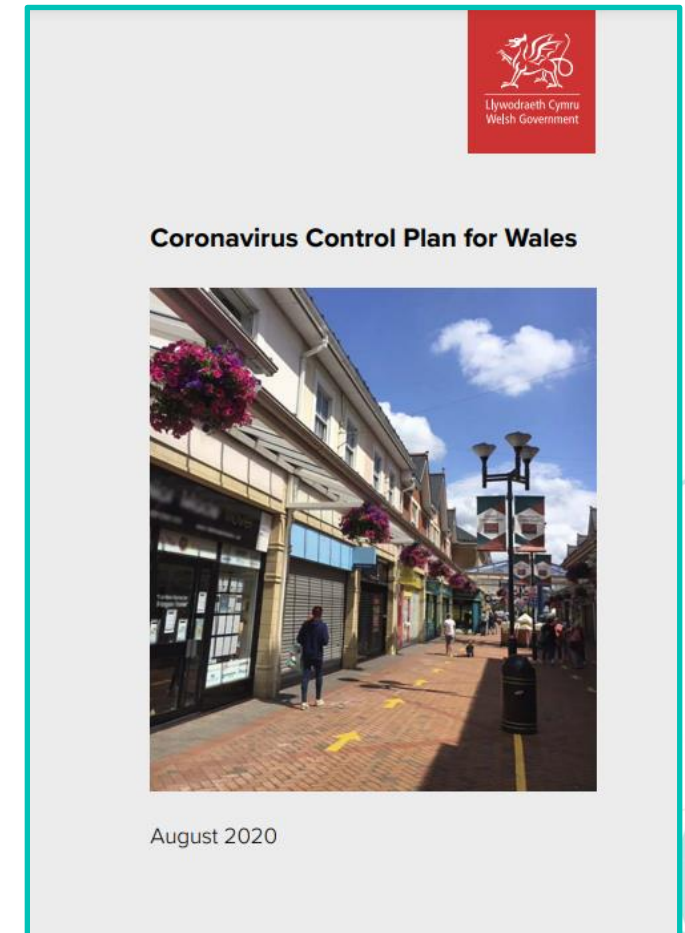 Llywodraeth Cymru
Welsh Government
Coronavirus Control Plan for Wales
August 2020